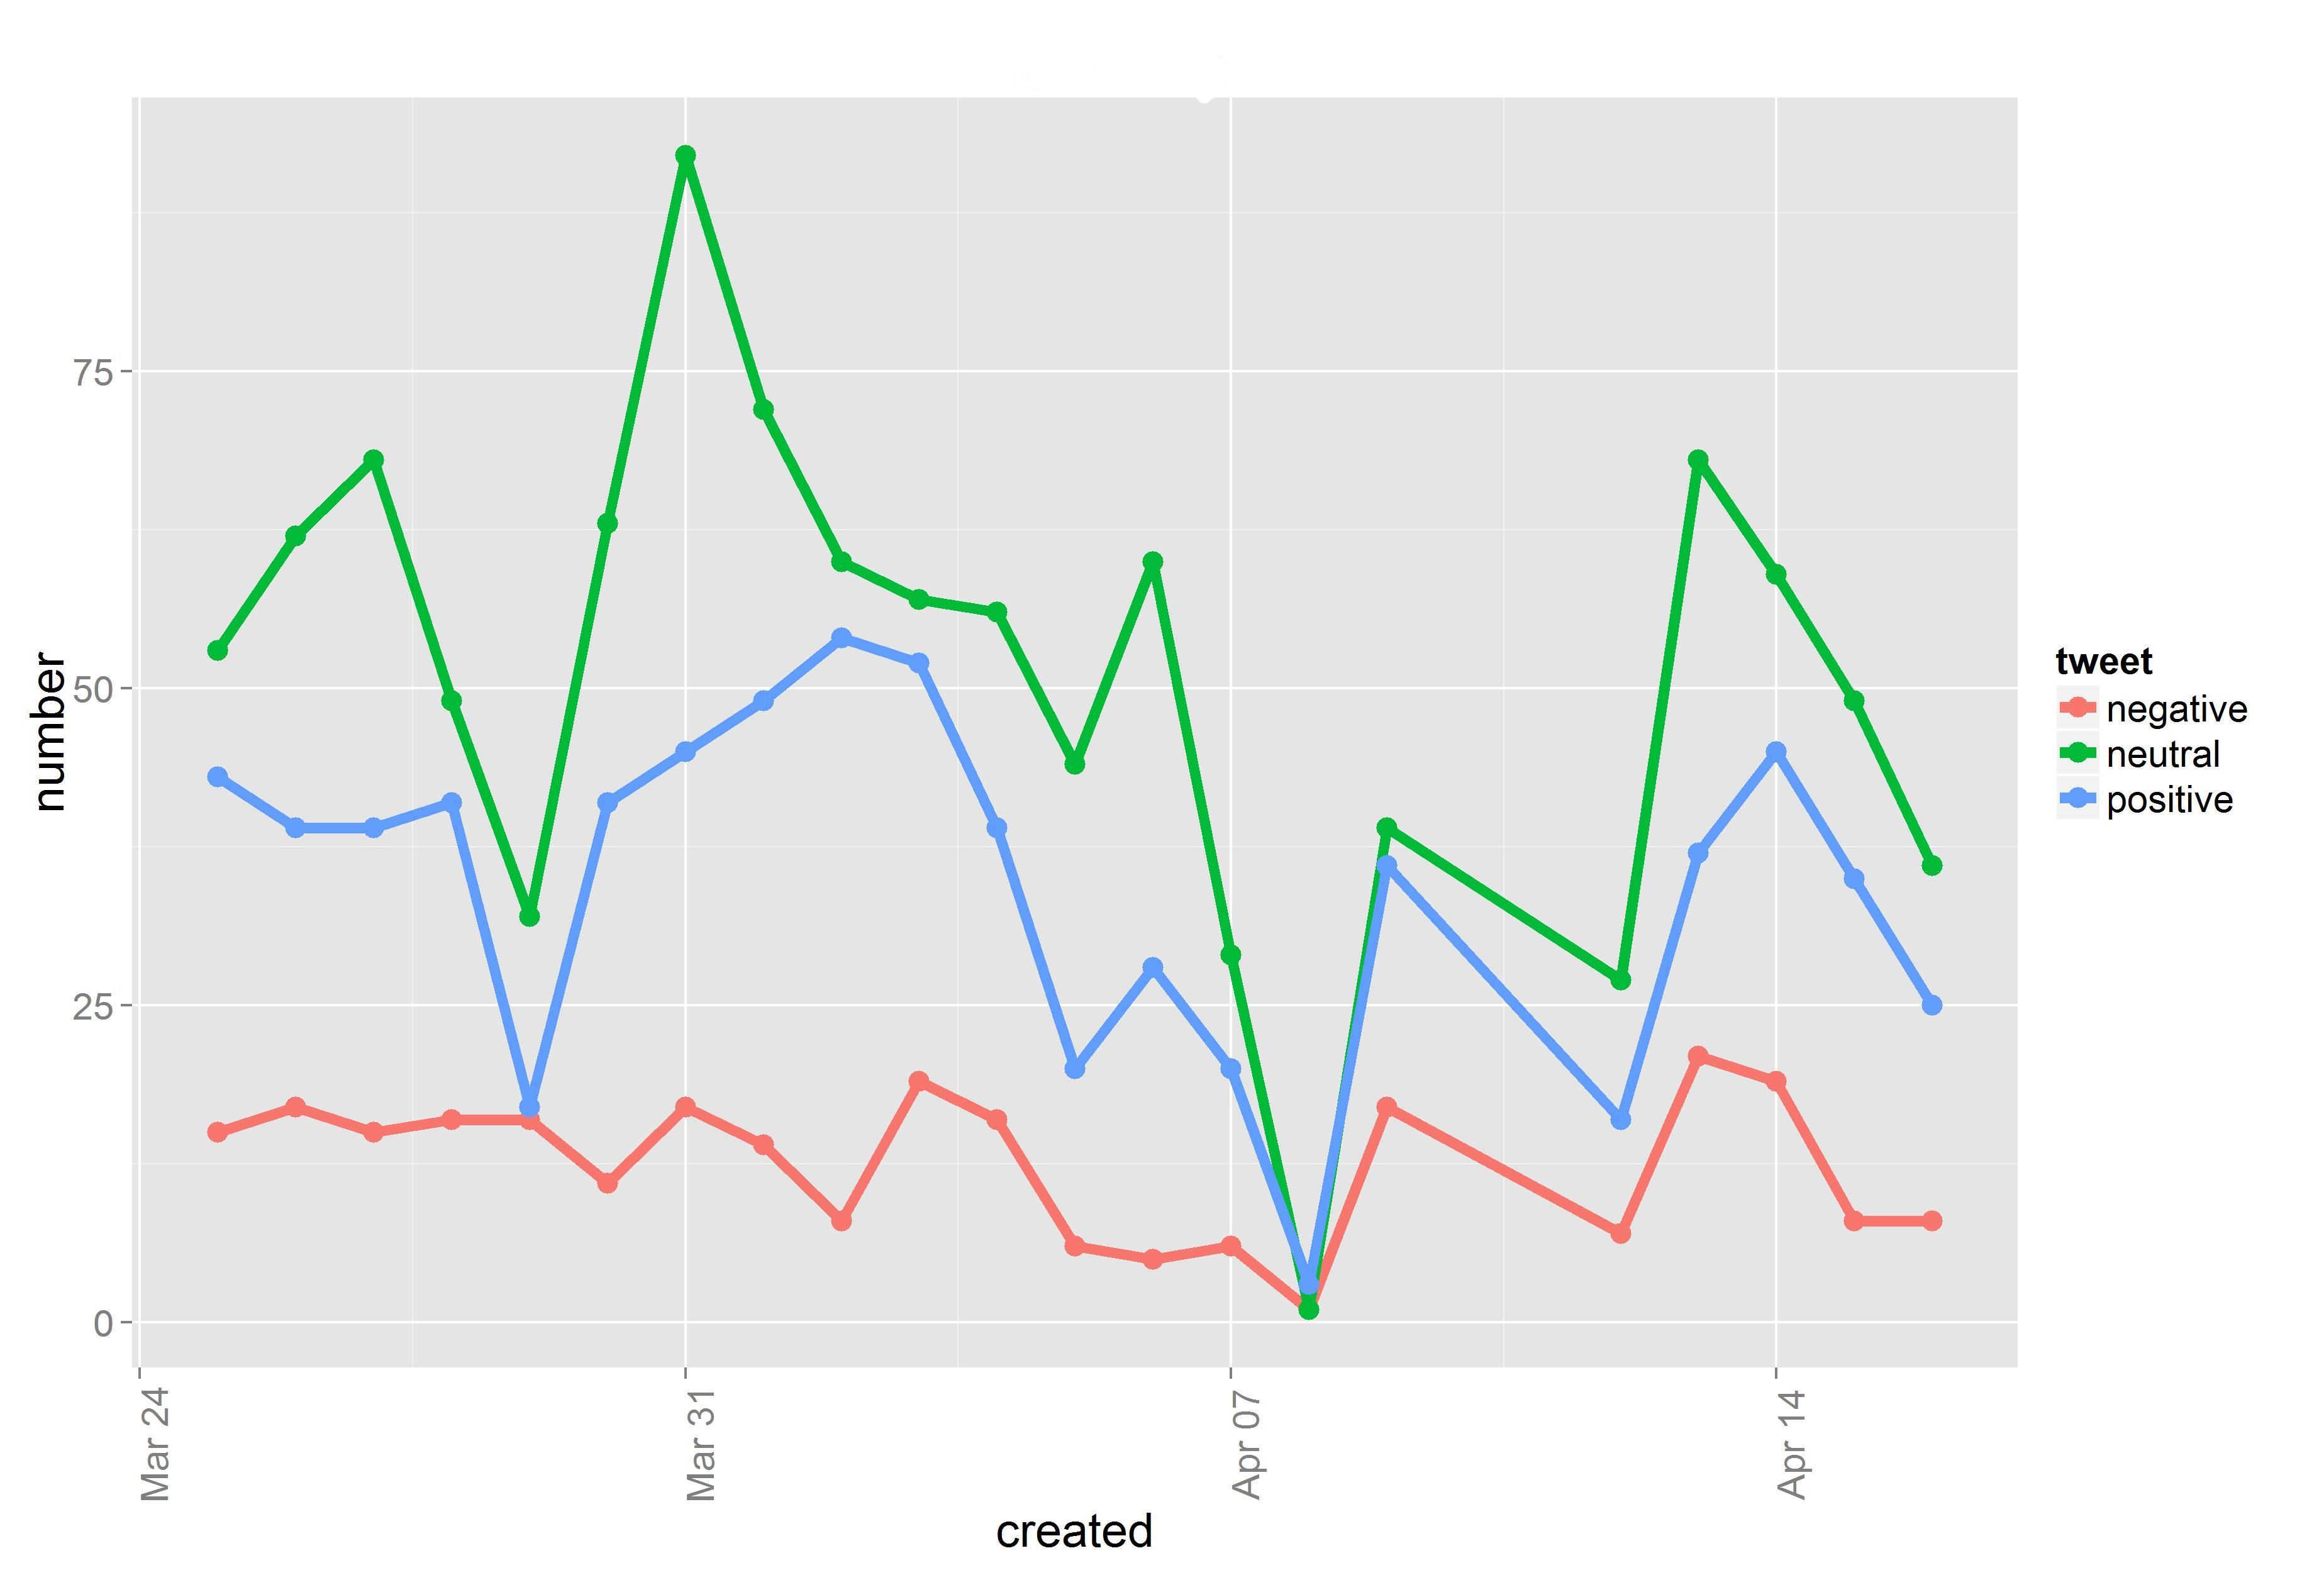 number
75
50
25
0
Mar 24
Mar 31
Apr 07
Apr 14
created
tweet
negative
neutral
positive